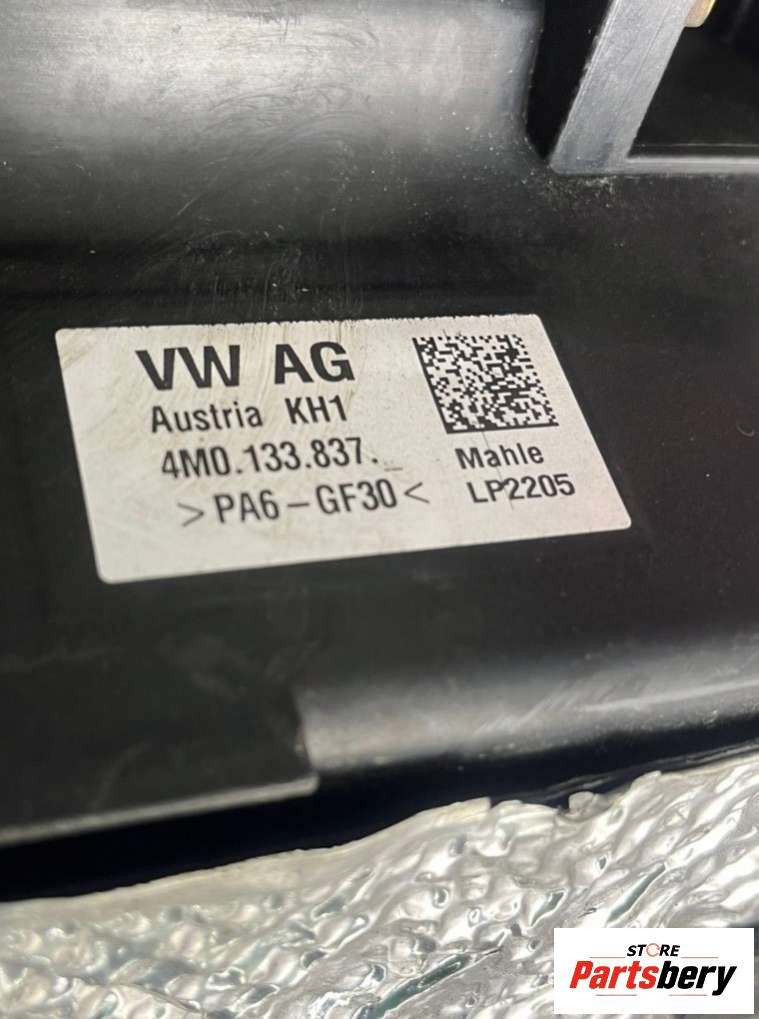 VW AG
Austria KH1
4M0.133.837._
>PA6-GF30<
Mahle
LP2205
STORE
Partsbery